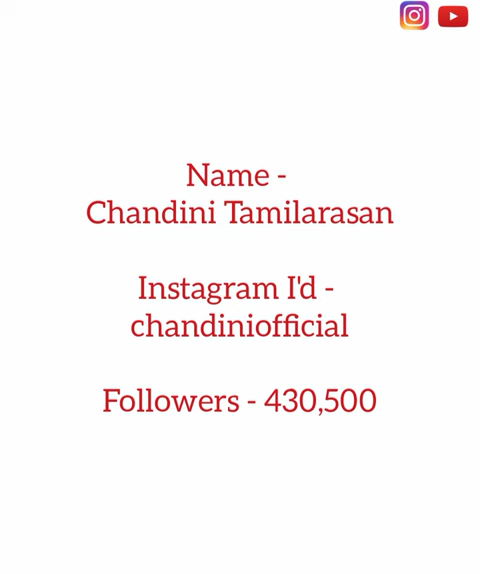 Name -
Chandini Tamilarasan
Instagram I'd -
chandiniofficial
Followers - 430,500